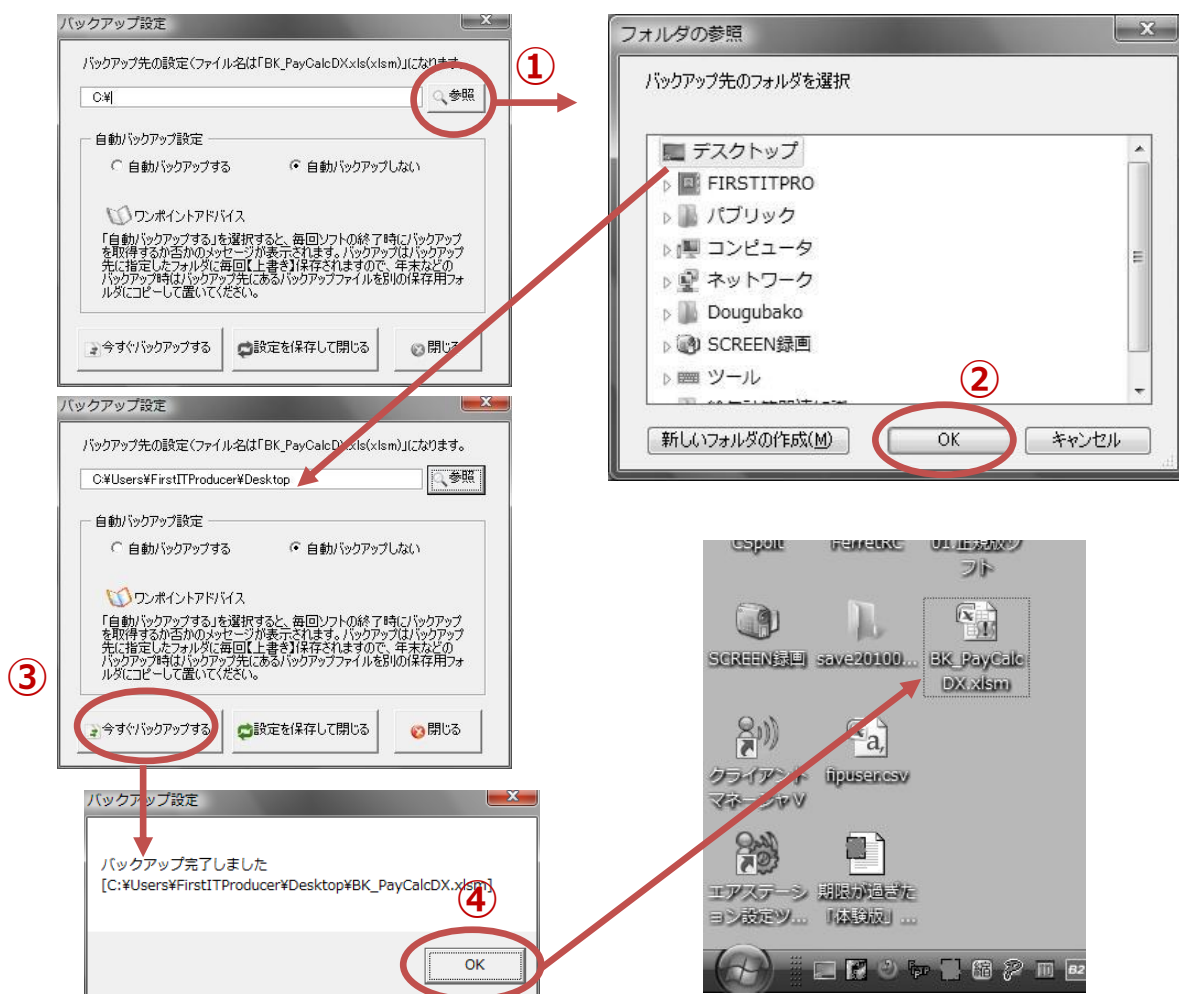 バックアップ設定
バックアップ先の設定(ファイル名は「BK_PayCalcDX.xls(xlsm)」になります。
C:¥
参照
①
自動バックアップ設定
自動バックアップする
自動バックアップしない
ワンポイントアドバイス
「自動バックアップする」を選択すると、毎回ソフトの終了時にバックアップ
を取得するか否かのメッセージが表示されます。バックアップはバックアップ
先に指定したフォルダに毎回【上書き】保存されますので、年末などの
バックアップ時はバックアップ先にあるバックアップファイルを別の保存用フォ
ルダにコピーして置いてください。
今すぐバックアップする
設定を保存して閉じる
閉じる
フォルダの参照
バックアップ先のフォルダを選択
デスクトップ
FIRSTITPRO
パブリック
コンピュータ
ネットワーク
Dougubako
SCREEN録画
ツール
②
新しいフォルダの作成(M)
OK
キャンセル
バックアップ設定
バックアップ先の設定(ファイル名は「BK_PayCalcDX.xls(xlsm)」になります。
C:¥Users¥FirstITProducer¥Desktop
参照
自動バックアップ設定
自動バックアップする
自動バックアップしない
ワンポイントアドバイス
「自動バックアップする」を選択すると、毎回ソフトの終了時にバックアップ
を取得するか否かのメッセージが表示されます。バックアップはバックアップ
先に指定したフォルダに毎回【上書き】保存されますので、年末などの
バックアップ時はバックアップ先にあるバックアップファイルを別の保存用フォ
ルダにコピーして置いてください。
③
今すぐバックアップする
設定を保存して閉じる
閉じる
バックアップ設定
バックアップ完了しました
[C:¥Users¥FirstITProducer¥Desktop¥BK_PayCalcDX.xlsm]
④
OK
フト
SCREEN録画
save20100...
BK_PayCalc
DX.xlsm
クライアント
マネージャV
fipuser.csv
エアステーシ
ョン設定ツ...
期限が過ぎた
「体験版」 ...
B2